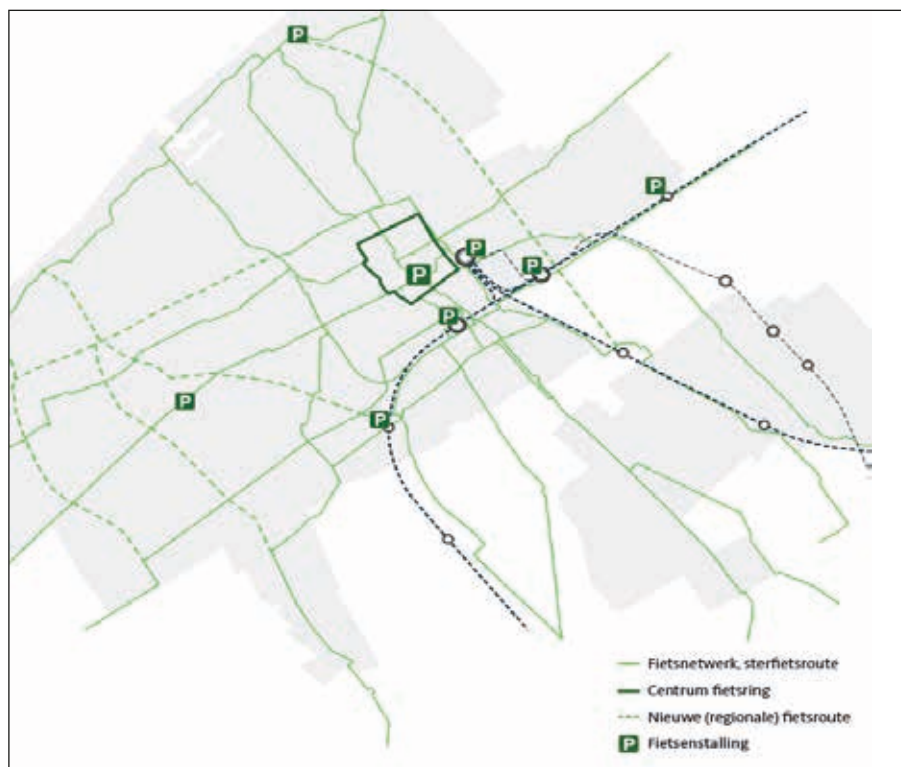 P
P
P
P
P
P
P
P
Fietsnetwerk, sterfietsroute
Centrum fietsring
Nieuwe (regionale) fietsroute
P Fietsenstalling